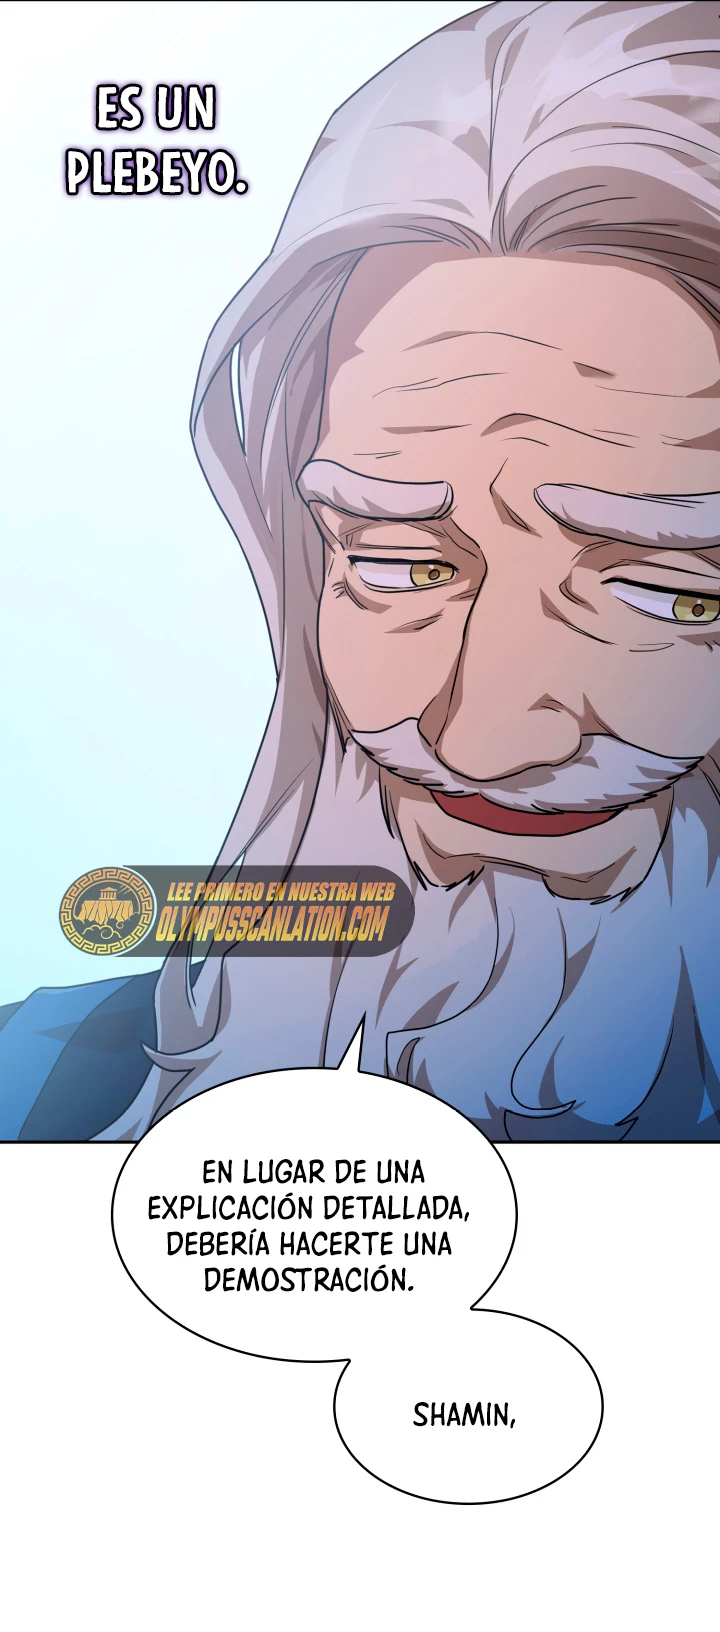 ES UN
PLEBEYO.
LEE PRIMERO EN NUESTRA WEB
OLYMPUSSCANLATION.COM
EN LUGAR DE UNA
EXPLICACIÓN DETALLADA,
DEBERÍA HACERTE UNA
DEMOSTRACIÓN.
SHAMIN,